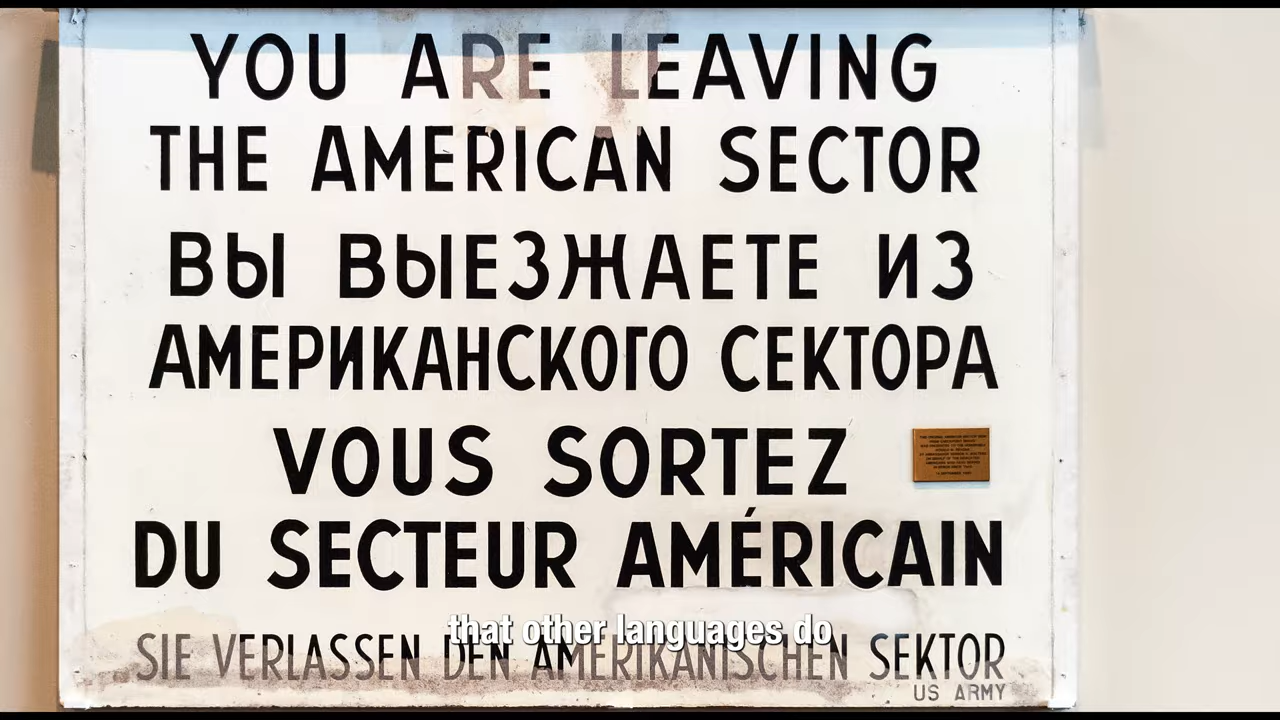 YOU ARE LEAVING
THE AMERICAN SECTOR
ВЫ ВЫЕЗЖАЕТЕ ИЗ
АМЕРИКАНСКОГО СЕКТОРА
VOUS SORTEZ
DU SECTEUR AMÉRICAIN
that other languages do
SIE VERLASSEN DEN AMERIKANISCHEN SEKTOR
US ARMY